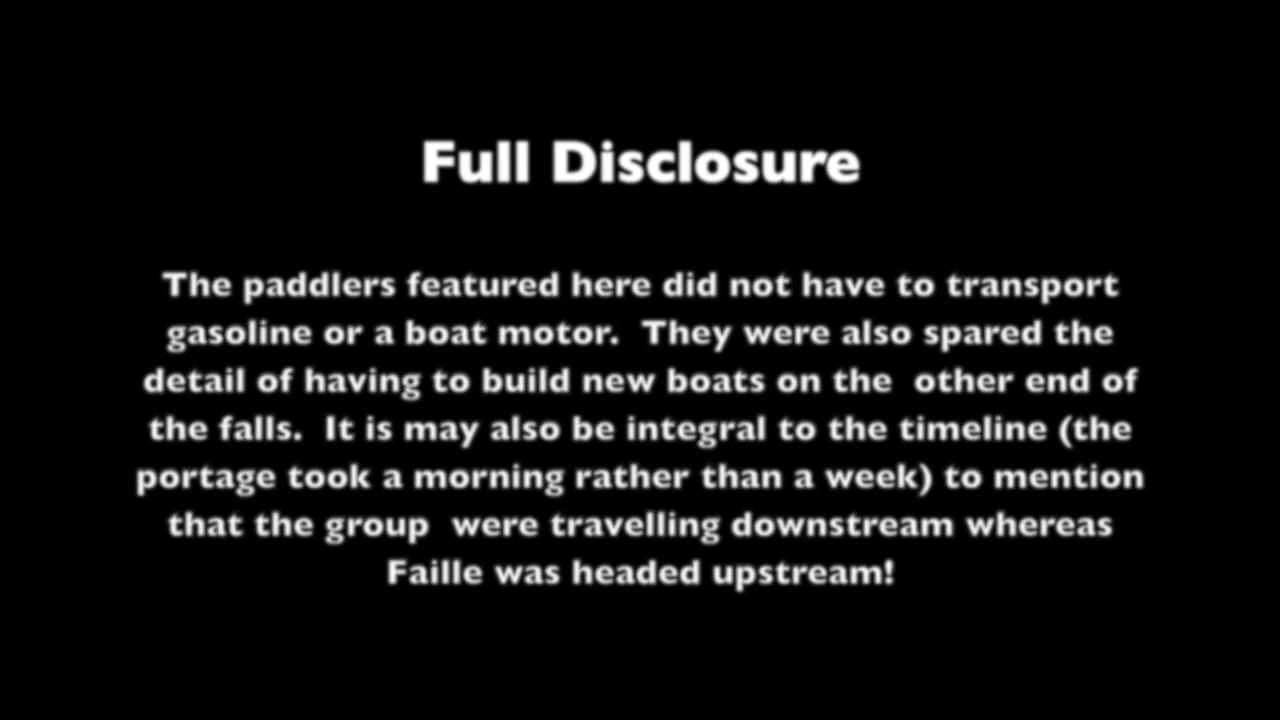 Full Disclosure
The paddlers featured here did not have to transport
gasoline or a boat motor.  They were also spared the
detail of having to build new boats on the  other end of
the falls.  It is may also be integral to the timeline (the
portage took a morning rather than a week) to mention
that the group  were travelling downstream whereas
Faille was headed upstream!